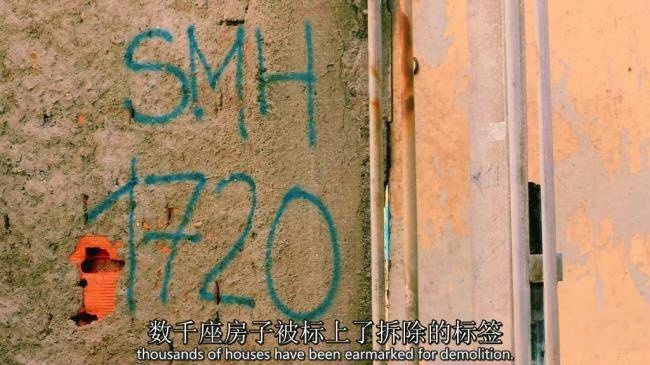 SMH
1720
数千座房子被标上了拆除的标签
thousands of houses have been earmarked for demolition.